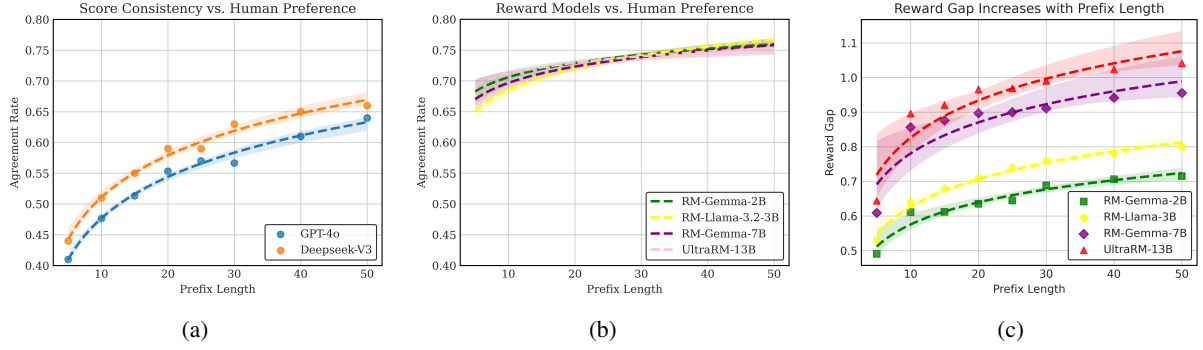 Score Consistency vs. Human Preference
0.80
0.75
0.70
0.65
0.60
0.55
0.50
0.45
0.40
Agreement Rate
10
20
30
40
50
Prefix Length
GPT-4o
Deepseek-V3
(a)
Reward Models vs. Human Preference
0.80
0.75
0.70
0.65
0.60
0.55
0.50
0.45
0.40
Agreement Rate
10
20
30
40
50
Prefix Length
RM-Gemma-2B
RM-Llama-3.2-3B
RM-Gemma-7B
UltraRM-13B
(b)
Reward Gap Increases with Prefix Length
1.1
1.0
0.9
0.8
0.7
0.6
0.5
Reward Gap
10
20
30
40
50
Prefix Length
RM-Gemma-2B
RM-Llama-3B
RM-Gemma-7B
UltraRM-13B
(c)